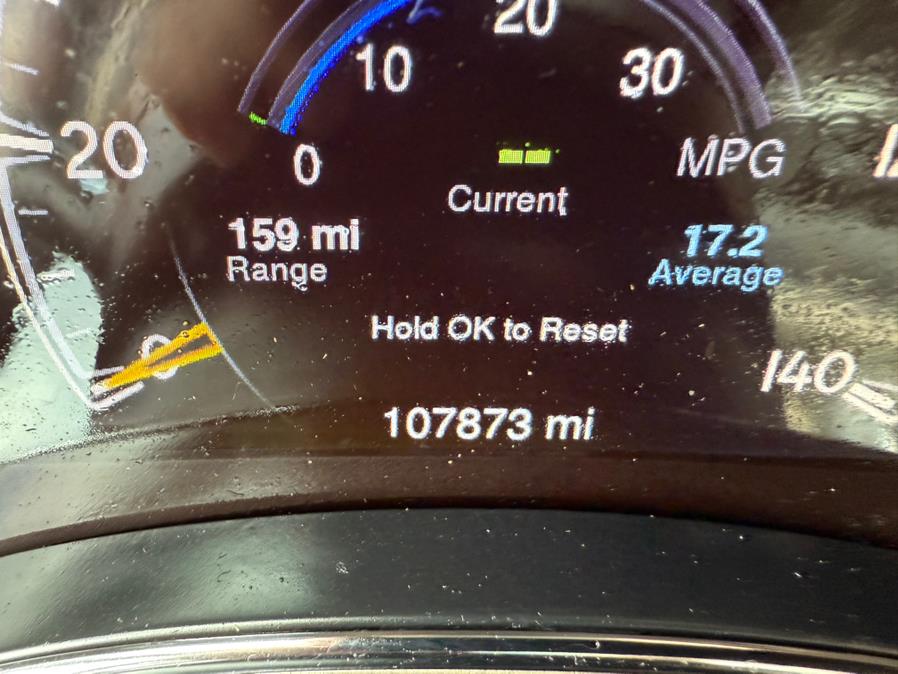 20
10
30
20
0
MPG
Current
159 mi
17.2
Range
Average
Hold OK to Reset
0
140
107873 mi